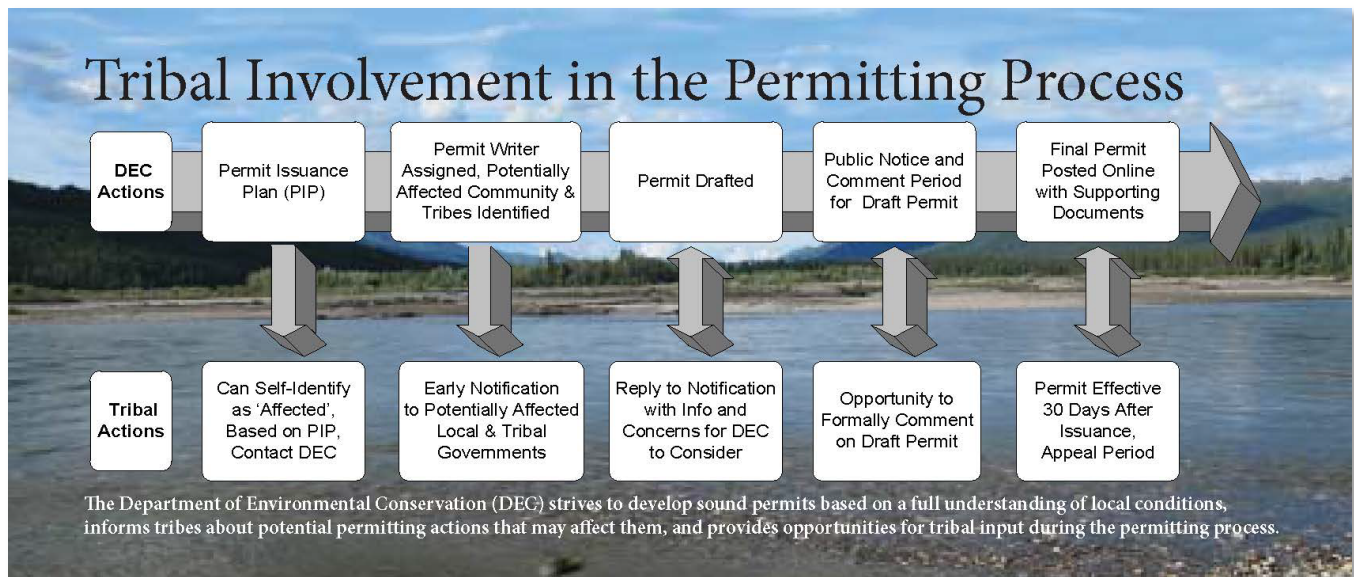 Tribal Involvement in the Permitting Process
DEC
Actions
Permit Issuance
Plan (PIP)
Permit Writer
Assigned, Potentially
Affected Community &
Tribes Identified
Permit Drafted
Public Notice and
Comment Period
for Draft Permit
Final Permit
Posted Online
with Supporting
Documents
Tribal
Actions
Can Self-Identify
as ‘Affected’,
Based on PIP,
Contact DEC
Early Notification
to Potentially Affected
Local & Tribal
Governments
Reply to Notification
with Info and
Concerns for DEC
to Consider
Opportunity to
Formally Comment
on Draft Permit
Permit Effective
30 Days After
Issuance,
Appeal Period
The Department of Environmental Conservation (DEC) strives to develop sound permits based on a full understanding of local conditions,
informs tribes about potential permitting actions that may affect them, and provides opportunities for tribal input during the permitting process.